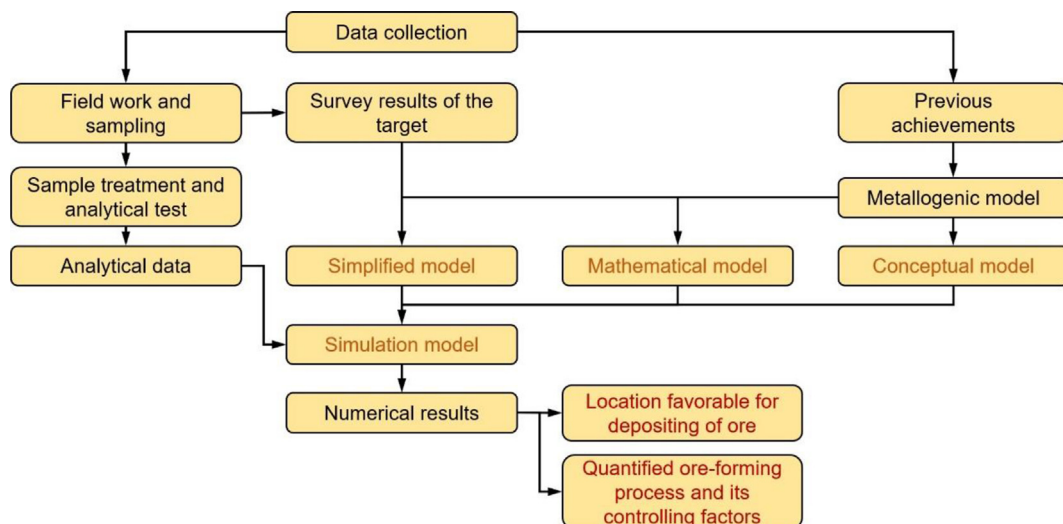 Data collection
Field work and
sampling
Survey results of the
target
Previous
achievements
Sample treatment and
analytical test
Metallogenic model
Analytical data
Simplified model
Mathematical model
Conceptual model
Simulation model
Numerical results
Location favorable for
depositing of ore
Quantified ore-forming
process and its
controlling factors